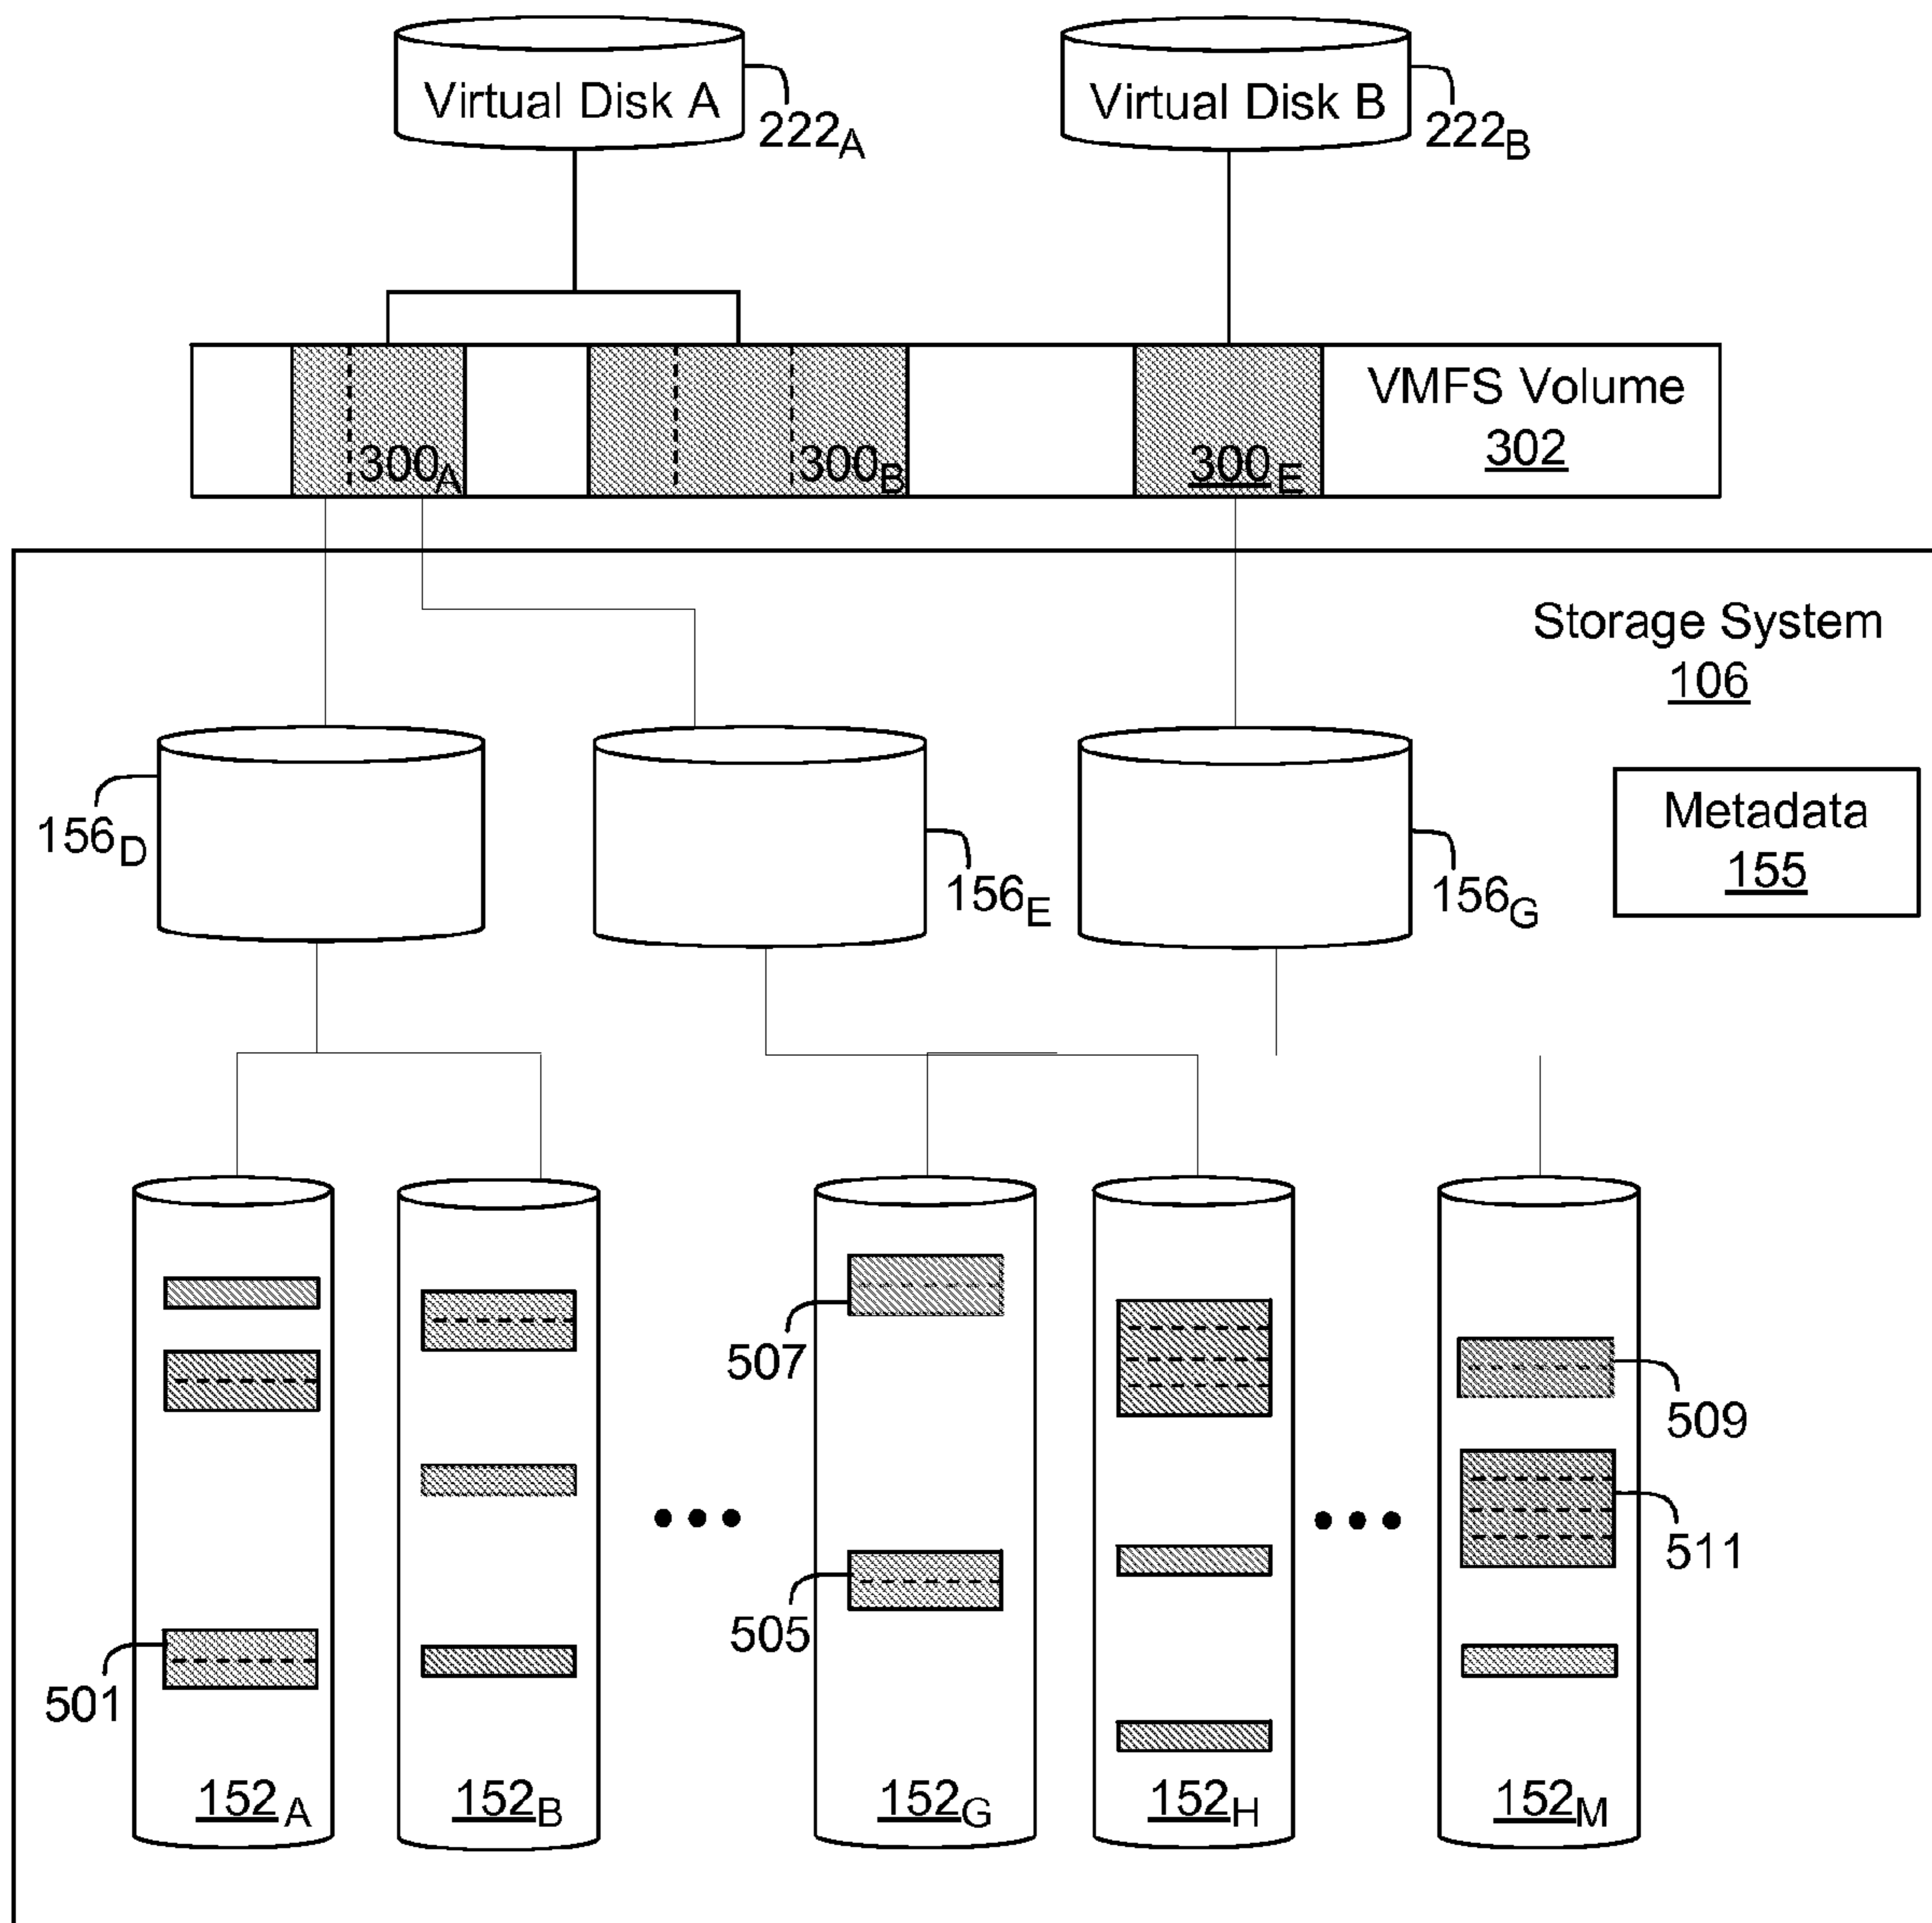 Virtual Disk A
222A
Virtual Disk B
222B
300A
300B
300E
VMFS Volume
302
Storage System
106
156D
156E
156G
Metadata
155
507
509
511
505
501
152A
152B
152G
152H
152M